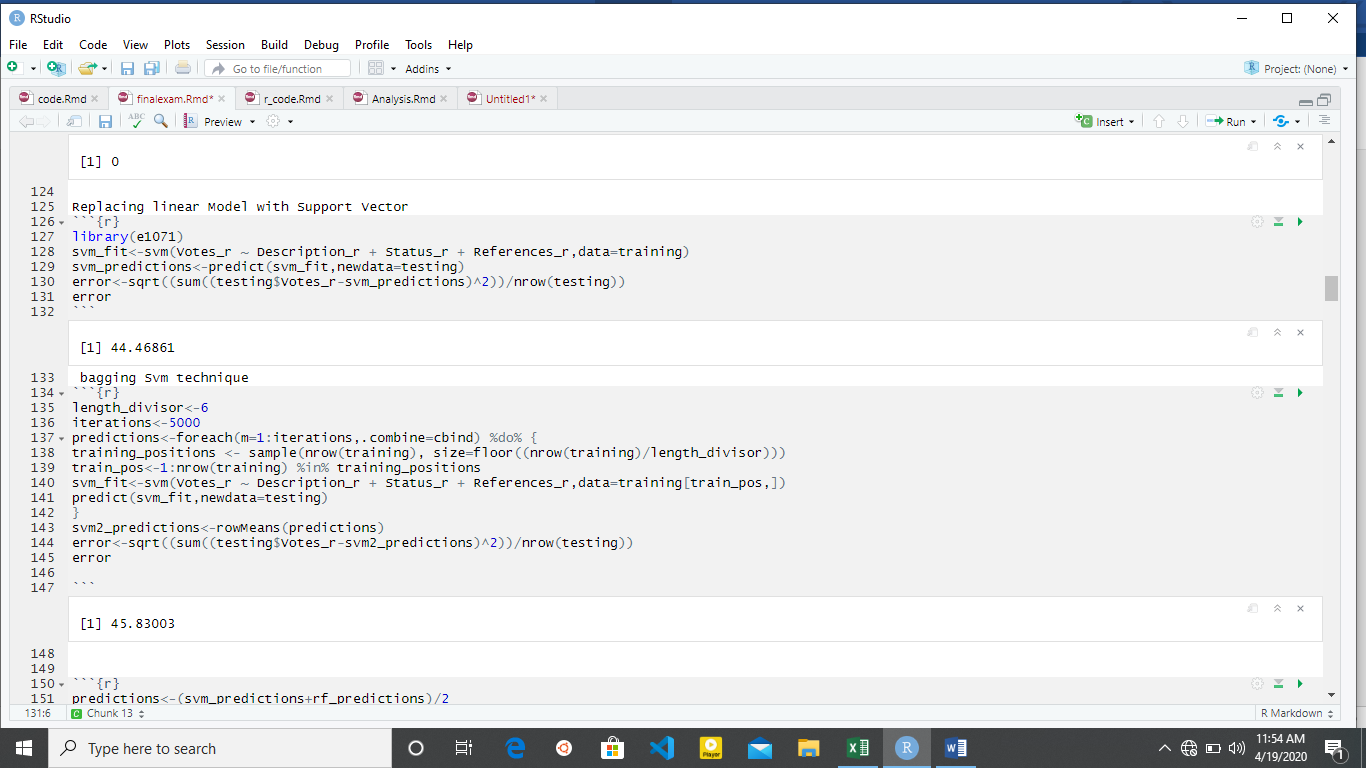 RStudio
File Edit Code View Plots Session Build Debug Profile Tools Help
Go to file/function Addins Project: (None)
code.Rmd finalexam.Rmd* r_code.Rmd Analysis.Rmd Untitled1*
ABC Preview Insert Run
[1] 0
124
125 Replacing linear Model with Support Vector
126 ```{r}
127 library(e1071)
128 svm_fit<-svm(Votes_r ~ Description_r + Status_r + References_r,data=training)
129 svm_predictions<-predict(svm_fit,newdata=testing)
130 error<-sqrt((sum((testing$Votes_r-svm_predictions)^2))/nrow(testing))
131 error
132 ```
[1] 44.46861
133 bagging Svm technique
134 ```{r}
135 length_divisor<-6
136 iterations<-5000
137 predictions<-foreach(m=1:iterations,.combine=cbind) %do% {
138 training_positions <- sample(nrow(training), size=floor((nrow(training)/length_divisor)))
139 train_pos<-1:nrow(training) %in% training_positions
140 svm_fit<-svm(Votes_r ~ Description_r + Status_r + References_r,data=training[train_pos,])
141 predict(svm_fit,newdata=testing)
142 }
143 svm2_predictions<-rowMeans(predictions)
144 error<-sqrt((sum((testing$Votes_r-svm2_predictions)^2))/nrow(testing))
145 error
146
147 ```
[1] 45.83003
148
149
150 ```{r}
151 predictions<-(svm_predictions+rf_predictions)/2
131:6 C Chunk 13 R Markdown
Type here to search
Player
11:54 AM
4/19/2020
1